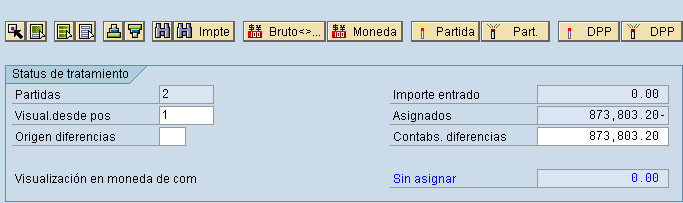 Impte Bruto<>... Moneda Partida Part. DPP DPP
Status de tratamiento
Partidas 2 Importe entrado 0.00
Visual.desde pos 1 Asignados 873,803.20-
Origen diferencias Contabs. diferencias 873,803.20
Visualización en moneda de com Sin asignar 0.00